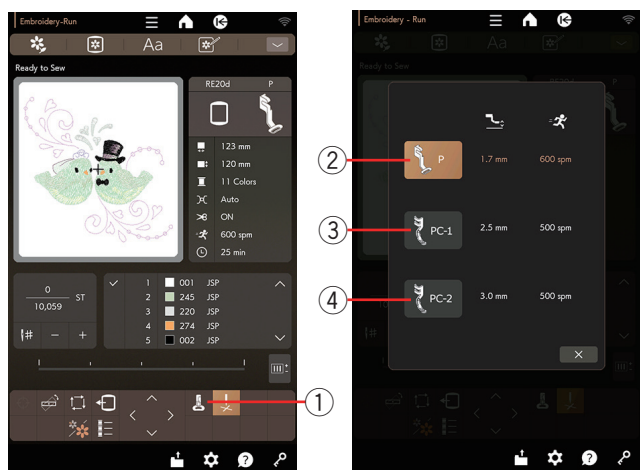 Embroidery-Run
Aa
Ready to Sew
RE20d P
123 mm
120 mm
11 Colors
Auto
ON
600 spm
25 min
0
10,059
ST
1 001 JSP
2 245 JSP
3 220 JSP
4 274 JSP
5 002 JSP
#
− +
1
Embroidery - Run
Aa
Ready to Sew
RE20d P
2
P 1.7 mm 600 spm
3
PC-1 2.5 mm 500 spm
4
PC-2 3.0 mm 500 spm
#
×